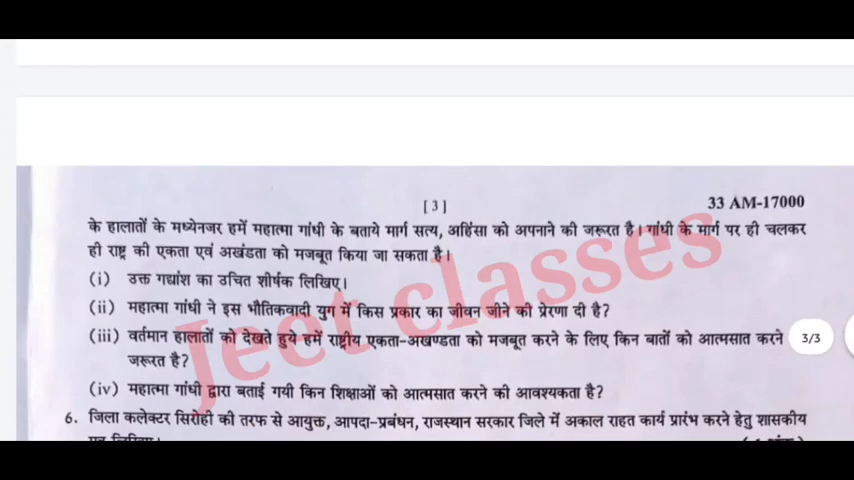 [ 3 ]
33 AM-17000
के हालातों के मध्येनजर हमें महात्मा गांधी के बताये मार्ग सत्य, अहिंसा को अपनाने की जरूरत है। गांधी के मार्ग पर ही चलकर
ही राष्ट्र की एकता एवं अखंडता को मजबूत किया जा सकता है।
(i) उक्त गद्यांश का उचित शीर्षक लिखिए।
(ii) महात्मा गांधी ने इस भौतिकवादी युग में किस प्रकार का जीवन जीने की प्रेरणा दी है?
(iii) वर्तमान हालातों को देखते हुये हमें राष्ट्रीय एकता-अखण्डता को मजबूत करने के लिए किन बातों को आत्मसात करने
3/3
जरूरत है?
(iv) महात्मा गांधी द्वारा बताई गयी किन शिक्षाओं को आत्मसात करने की आवश्यकता है?
6. जिला कलेक्टर सिरोही की तरफ से आयुक्त, आपदा-प्रबंधन, राजस्थान सरकार जिले में अकाल राहत कार्य प्रारंभ करने हेतु शासकीय
Jeet classes